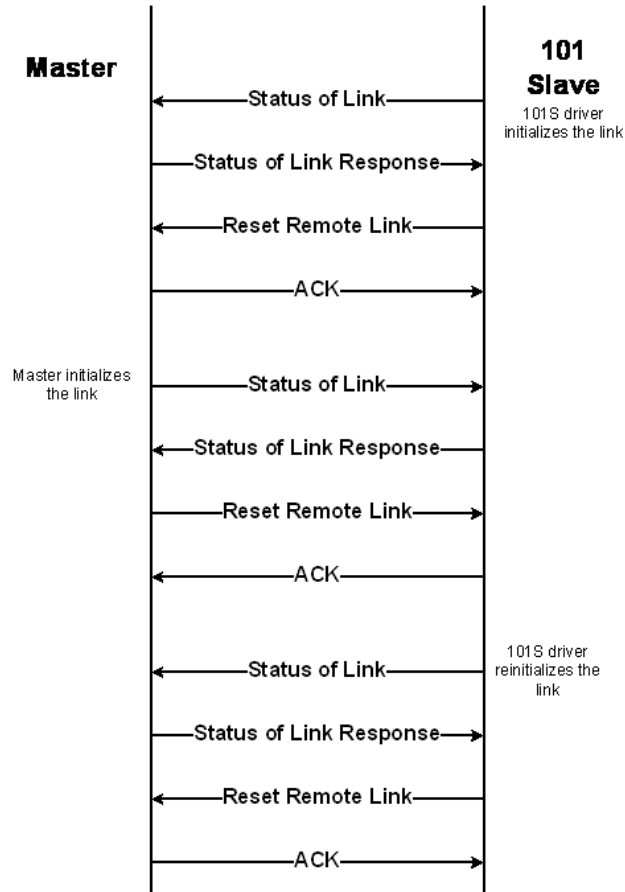 Master
101
Slave
Status of Link
101S driver
initializes the link
Status of Link Response
Reset Remote Link
ACK
Master initializes
the link
Status of Link
Status of Link Response
Reset Remote Link
ACK
101S driver
reinitializes the
link
Status of Link
Status of Link Response
Reset Remote Link
ACK